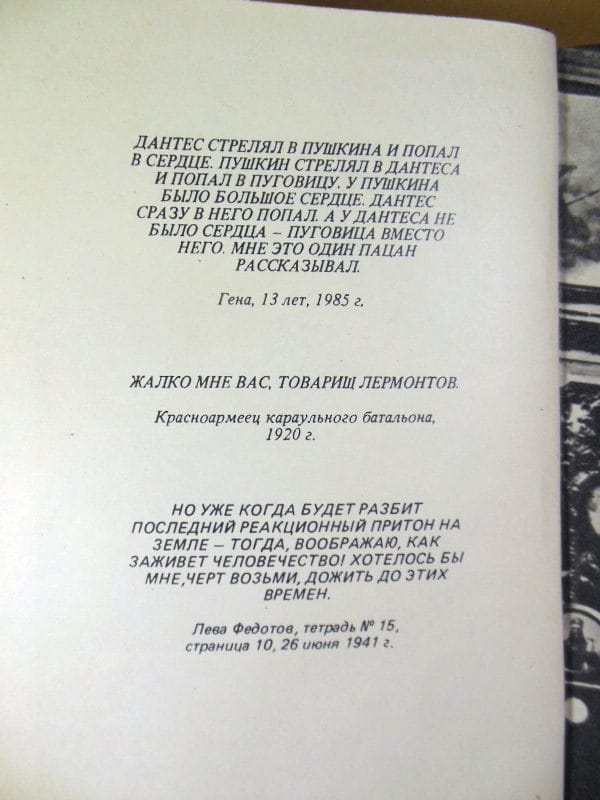 ДАНТЕС СТРЕЛЯЛ В ПУШКИНА И ПОПАЛ
В СЕРДЦЕ. ПУШКИН СТРЕЛЯЛ В ДАНТЕСА
И ПОПАЛ В ПУГОВИЦУ. У ПУШКИНА
БЫЛО БОЛЬШОЕ СЕРДЦЕ. ДАНТЕС
СРАЗУ В НЕГО ПОПАЛ. А У ДАНТЕСА НЕ
БЫЛО СЕРДЦА – ПУГОВИЦА ВМЕСТО
НЕГО. МНЕ ЭТО ОДИН ПАЦАН
РАССКАЗЫВАЛ.
Гена, 13 лет, 1985 г.
ЖАЛКО МНЕ ВАС, ТОВАРИЩ ЛЕРМОНТОВ.
Красноармеец караульного батальона,
1920 г.
НО УЖЕ КОГДА БУДЕТ РАЗБИТ
ПОСЛЕДНИЙ РЕАКЦИОННЫЙ ПРИТОН НА
ЗЕМЛЕ – ТОГДА, ВООБРАЖАЮ, КАК
ЗАЖИВЕТ ЧЕЛОВЕЧЕСТВО! ХОТЕЛОСЬ БЫ
МНЕ,ЧЕРТ ВОЗЬМИ, ДОЖИТЬ ДО ЭТИХ
ВРЕМЕН.
Лева Федотов, тетрадь № 15,
страница 10, 26 июня 1941 г.